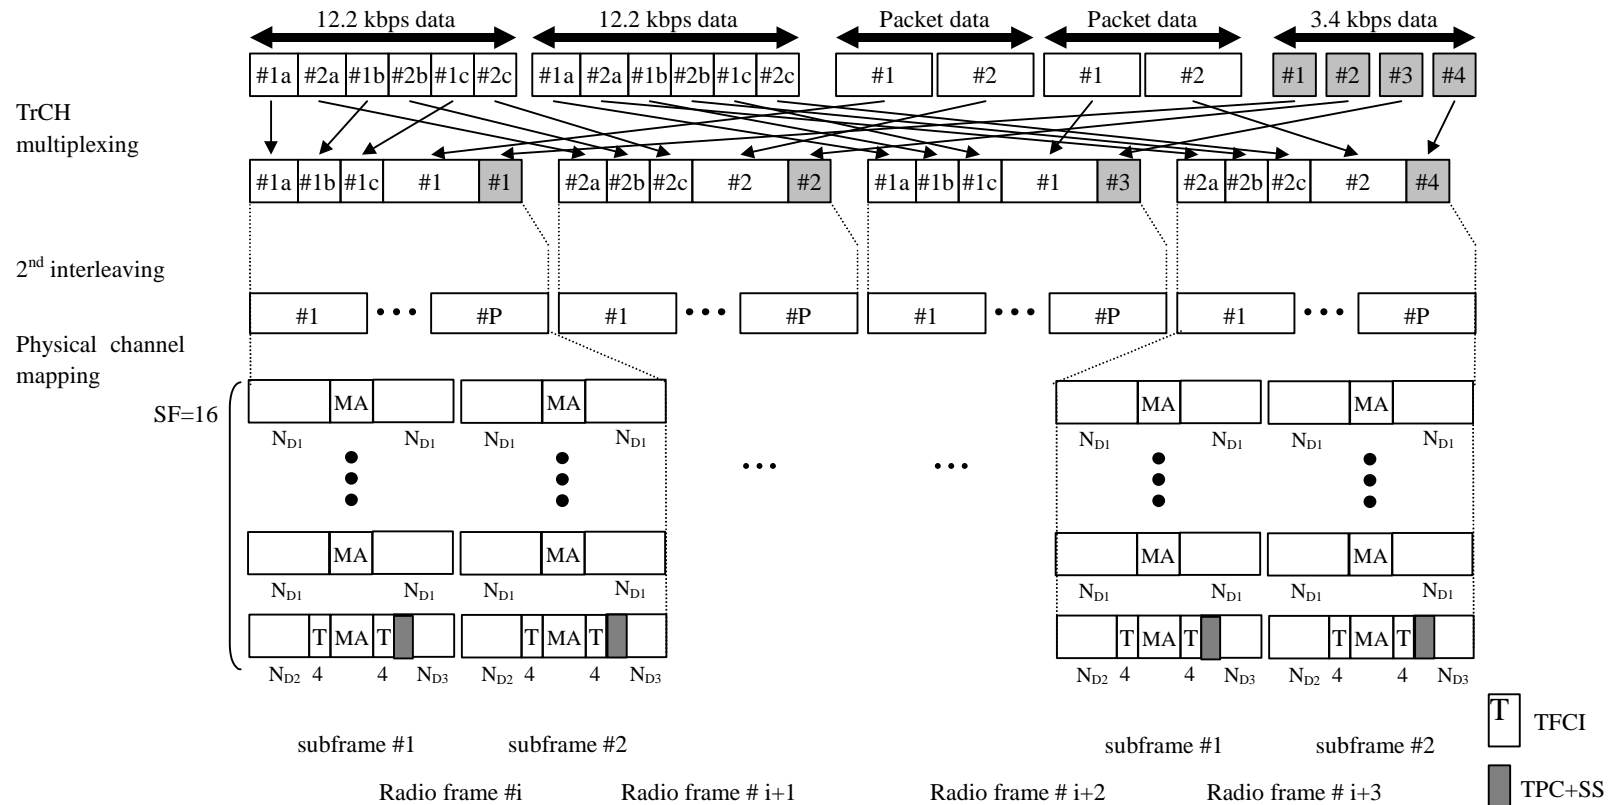 12.2 kbps data 12.2 kbps data Packet data Packet data 3.4 kbps data
#1a #2a #1b #2b #1c #2c #1a #2a #1b #2b #1c #2c #1 #2 #1 #2 #1 #2 #3 #4
TrCH
multiplexing
#1a #1b #1c #1 #1 #2a #2b #2c #2 #2 #1a #1b #1c #1 #3 #2a #2b #2c #2 #4
2nd interleaving
#1 #P #1 #P #1 #P #1 #P
Physical channel
mapping
SF=16
MA MA MA MA
ND1 ND1 ND1 ND1 ND1 ND1 ND1 ND1
MA MA MA MA
ND1 ND1 ND1 ND1 ND1 ND1 ND1 ND1
T MA T T MA T T MA T T MA T
ND2 4 4 ND3 ND2 4 4 ND3 ND2 4 4 ND3 ND2 4 4 ND3
T TFCI
subframe #1 subframe #2 subframe #1 subframe #2
Radio frame #i Radio frame # i+1 Radio frame # i+2 Radio frame # i+3
TPC+SS